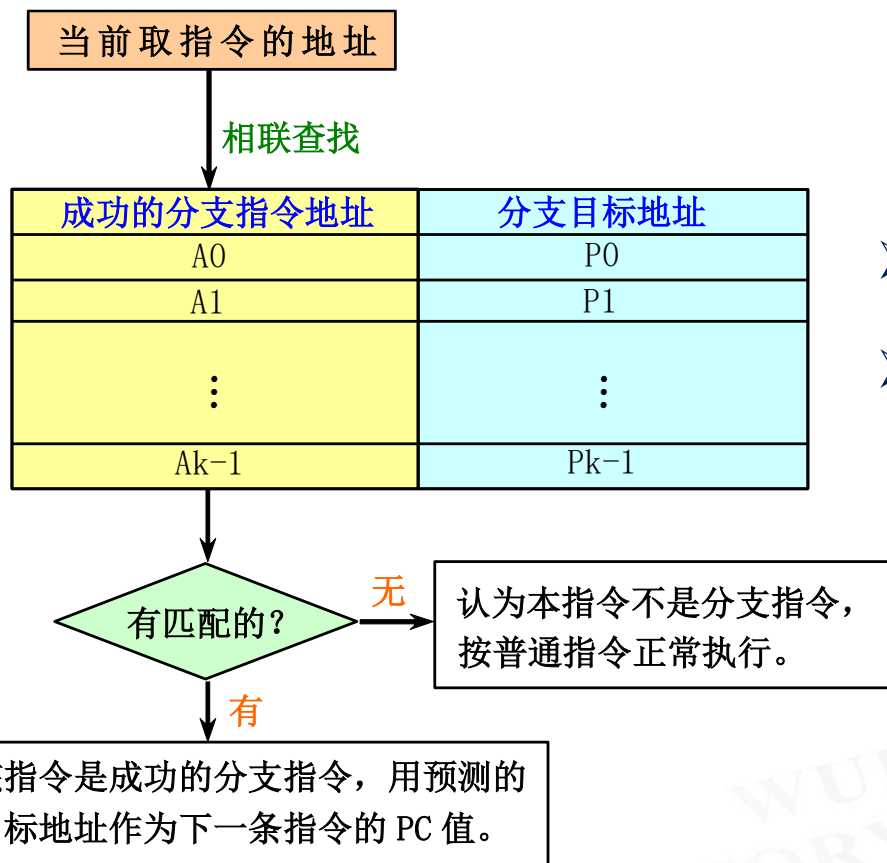 当前取指令的地址
相联查找
成功的分支指令地址 分支目标地址
A0 P0
A1 P1
⋮ ⋮
Ak-1 Pk-1
有匹配的？
无
认为本指令不是分支指令，
按普通指令正常执行。
有
指令是成功的分支指令，用预测的
标地址作为下一条指令的 PC 值。